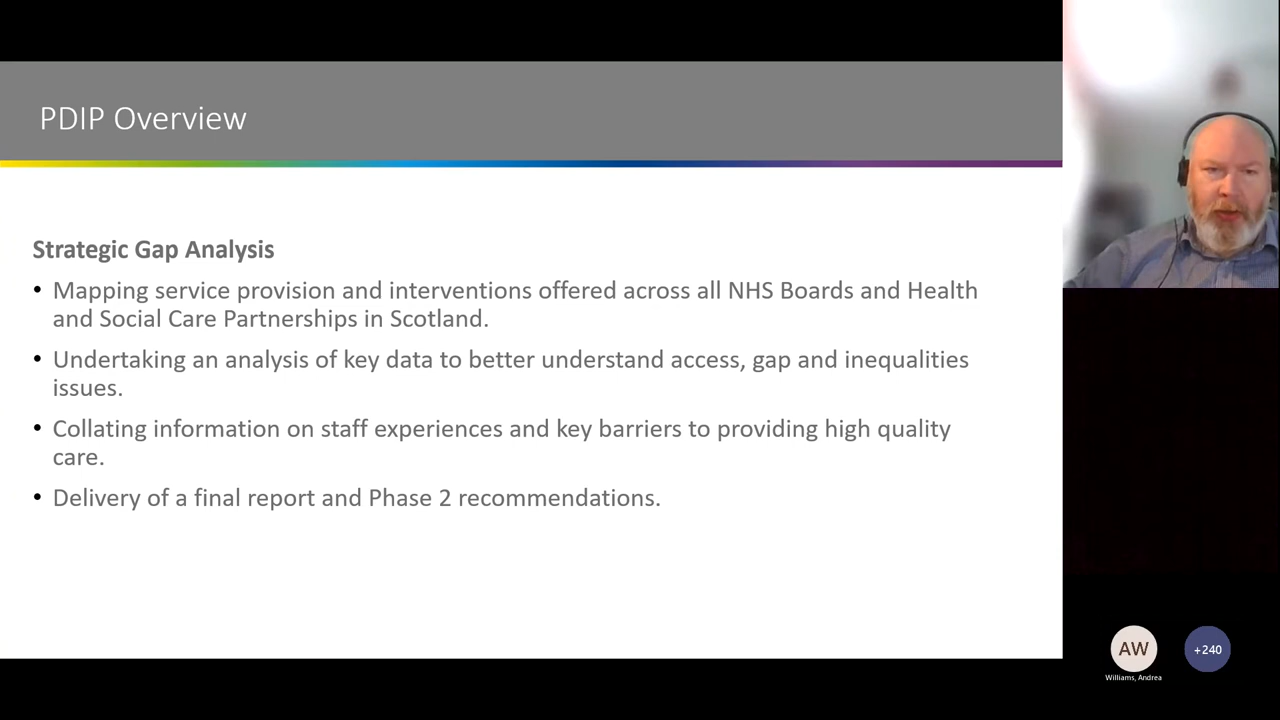 PDIP Overview
Strategic Gap Analysis
• Mapping service provision and interventions offered across all NHS Boards and Health
and Social Care Partnerships in Scotland.
• Undertaking an analysis of key data to better understand access, gap and inequalities
issues.
• Collating information on staff experiences and key barriers to providing high quality
care.
• Delivery of a final report and Phase 2 recommendations.
AW
+240
Williams, Andrea